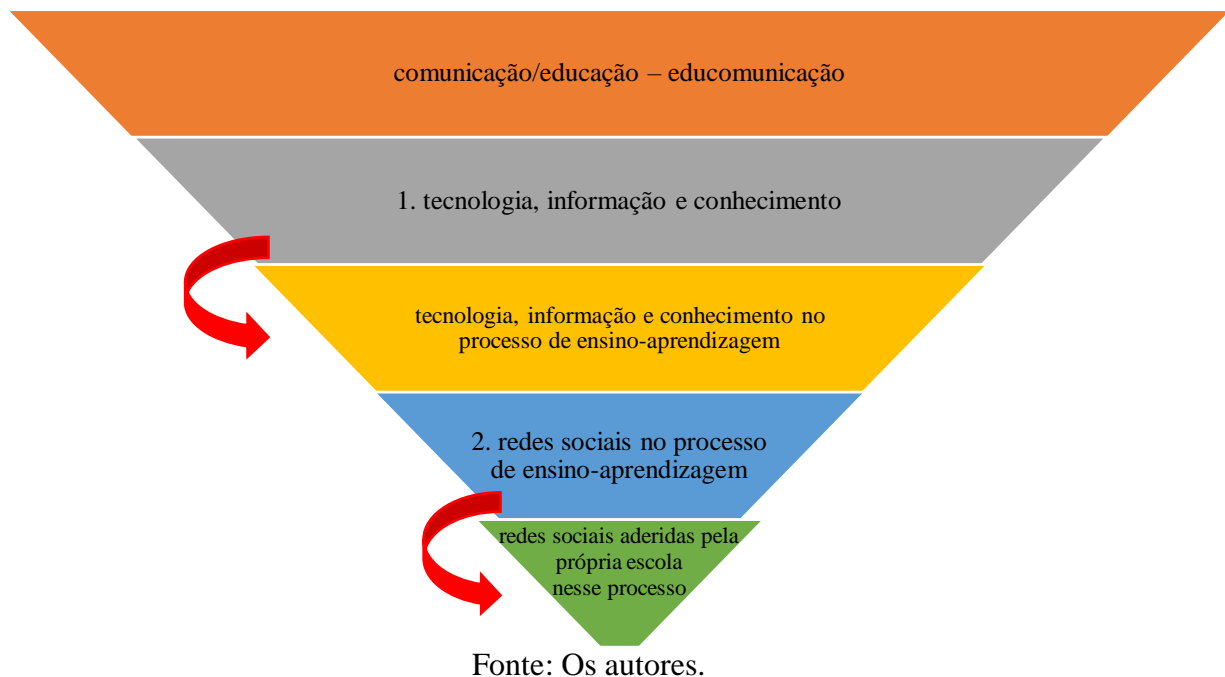 comunicação/educação – educomunicação
1. tecnologia, informação e conhecimento
tecnologia, informação e conhecimento no
processo de ensino-aprendizagem
2. redes sociais no processo
de ensino-aprendizagem
redes sociais aderidas pela
própria escola
nesse processo
Fonte: Os autores.